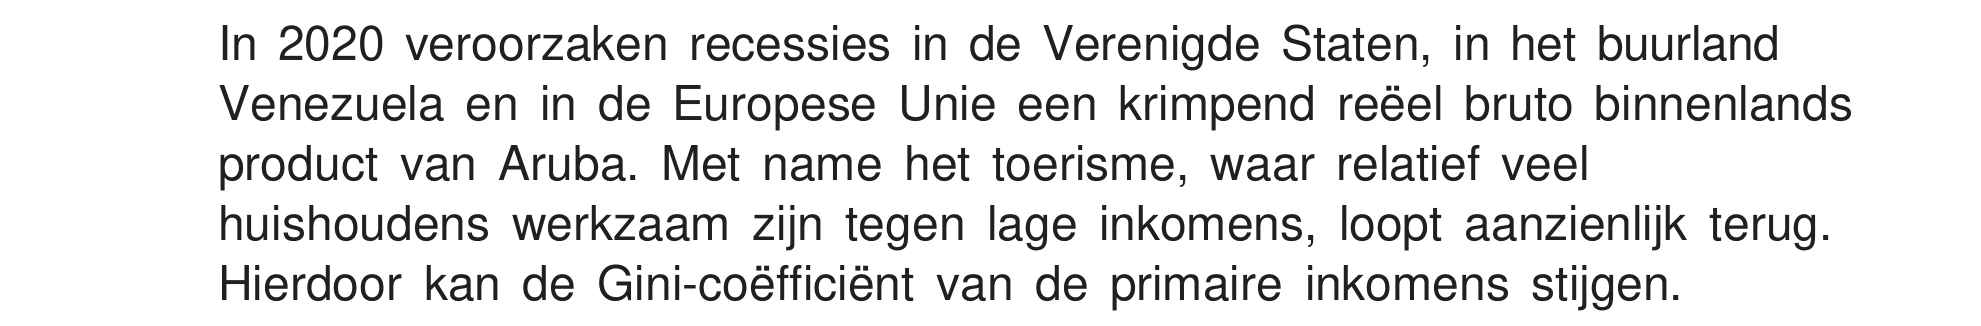 In 2020 veroorzaken recessies in de Verenigde Staten, in het buurland
Venezuela en in de Europese Unie een krimpend reëel bruto binnenlands
product van Aruba. Met name het toerisme, waar relatief veel
huishoudens werkzaam zijn tegen lage inkomens, loopt aanzienlijk terug.
Hierdoor kan de Gini-coëfficiënt van de primaire inkomens stijgen.